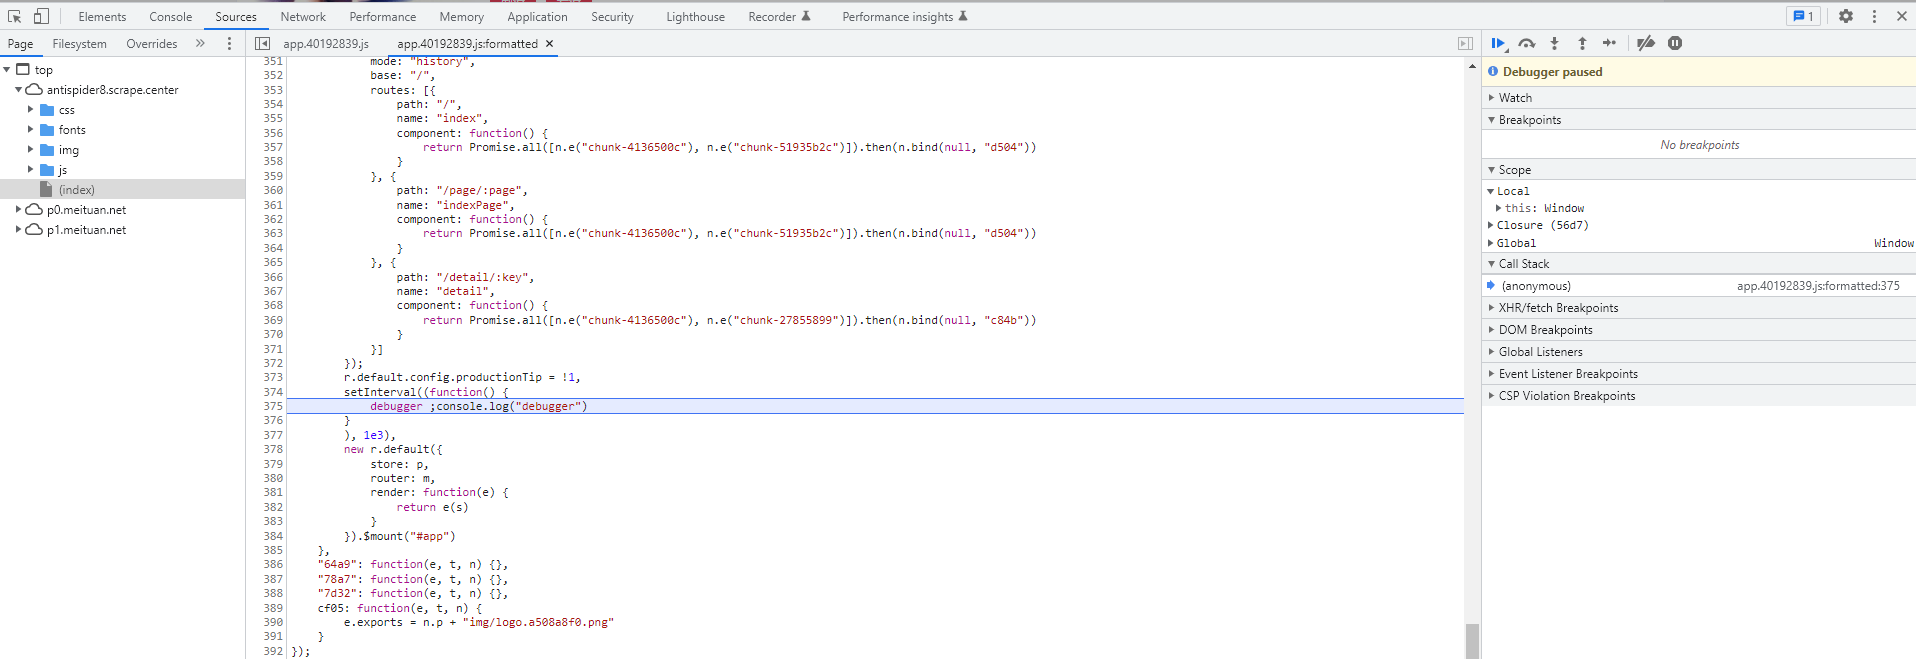 Elements Console Sources Network Performance Memory Application Security Lighthouse Recorder Performance insights 1
Page Filesystem Overrides » app.40192839.js app.40192839.js:formatted ×
top
antispider8.scrape.center
css
fonts
img
js
(index)
p0.meituan.net
p1.meituan.net
351 mode: "history",
352 base: "/",
353 routes: [{
354 path: "/",
355 name: "index",
356 component: function() {
357 return Promise.all([n.e("chunk-4136500c"), n.e("chunk-51935b2c")]).then(n.bind(null, "d504"))
358 }
359 }, {
360 path: "/page/:page",
361 name: "indexPage",
362 component: function() {
363 return Promise.all([n.e("chunk-4136500c"), n.e("chunk-51935b2c")]).then(n.bind(null, "d504"))
364 }
365 }, {
366 path: "/detail/:key",
367 name: "detail",
368 component: function() {
369 return Promise.all([n.e("chunk-4136500c"), n.e("chunk-27855899")]).then(n.bind(null, "c84b"))
370 }
371 }]
372 });
373 r.default.config.productionTip = !1,
374 setInterval((function() {
375 debugger ;console.log("debugger")
376 }
377 ), 1e3),
378 new r.default({
379 store: p,
380 router: m,
381 render: function(e) {
382 return e(s)
383 }
384 }).$mount("#app")
385 },
386 "64a9": function(e, t, n) {},
387 "78a7": function(e, t, n) {},
388 "7d32": function(e, t, n) {},
389 cf05: function(e, t, n) {
390 e.exports = n.p + "img/logo.a508a8f0.png"
391 }
392 });
Debugger paused
Watch
Breakpoints
No breakpoints
Scope
Local
this: Window
Closure (56d7)
Global Window
Call Stack
(anonymous) app.40192839.js:formatted:375
XHR/fetch Breakpoints
DOM Breakpoints
Global Listeners
Event Listener Breakpoints
CSP Violation Breakpoints